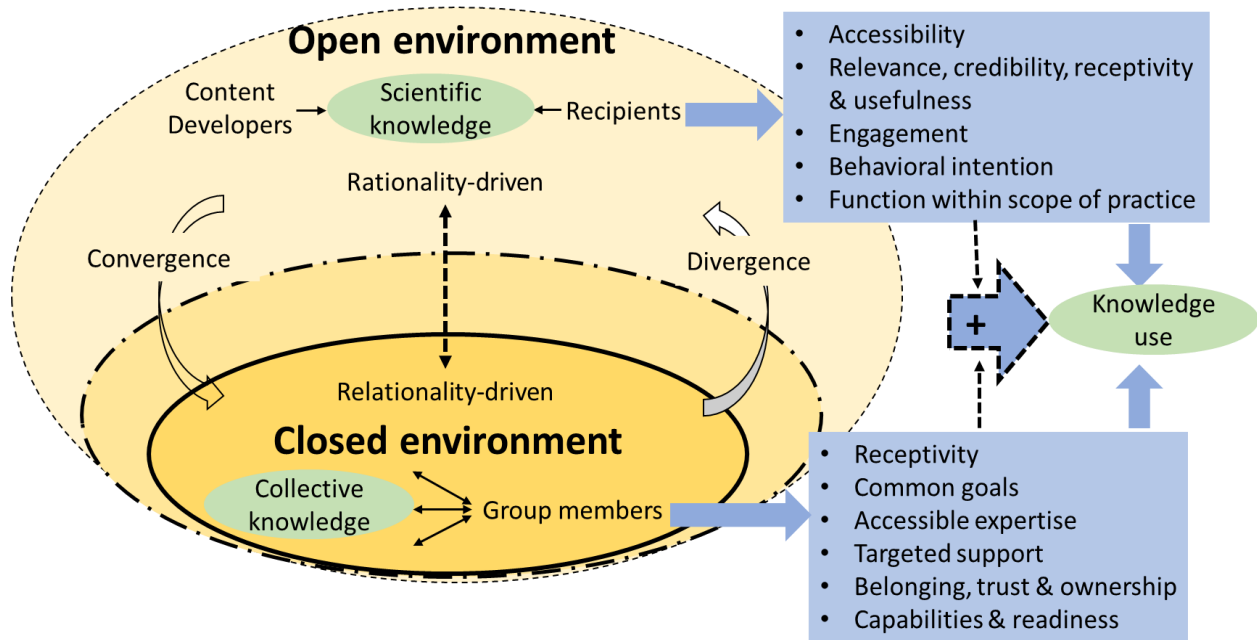 Open environment
Content
Developers
Scientific
knowledge
Recipients
Rationality-driven
Convergence
Divergence
Relationality-driven
Closed environment
Collective
knowledge
Group members
• Accessibility
• Relevance, credibility, receptivity
& usefulness
• Engagement
• Behavioral intention
• Function within scope of practice
+
Knowledge
use
• Receptivity
• Common goals
• Accessible expertise
• Targeted support
• Belonging, trust & ownership
• Capabilities & readiness